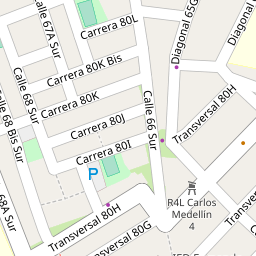 Carrera 80L
Calle 67A Sur
Diagonal 65G
Carrera 80K Bis
Carrera 80K
Calle 68 Sur
Calle 66 Sur
Transversal 80H
Carrera 80J
Calle 68 Bis Sur
Carrera 80I
P
R4L Carlos
Medellín
4
68A Sur
Transversal 80H
Transversal 80G